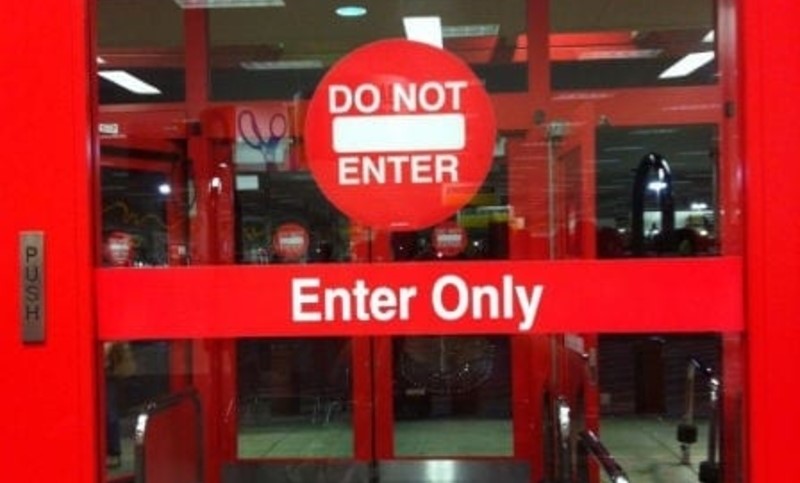 DO NOT
ENTER
Enter Only
PUSH